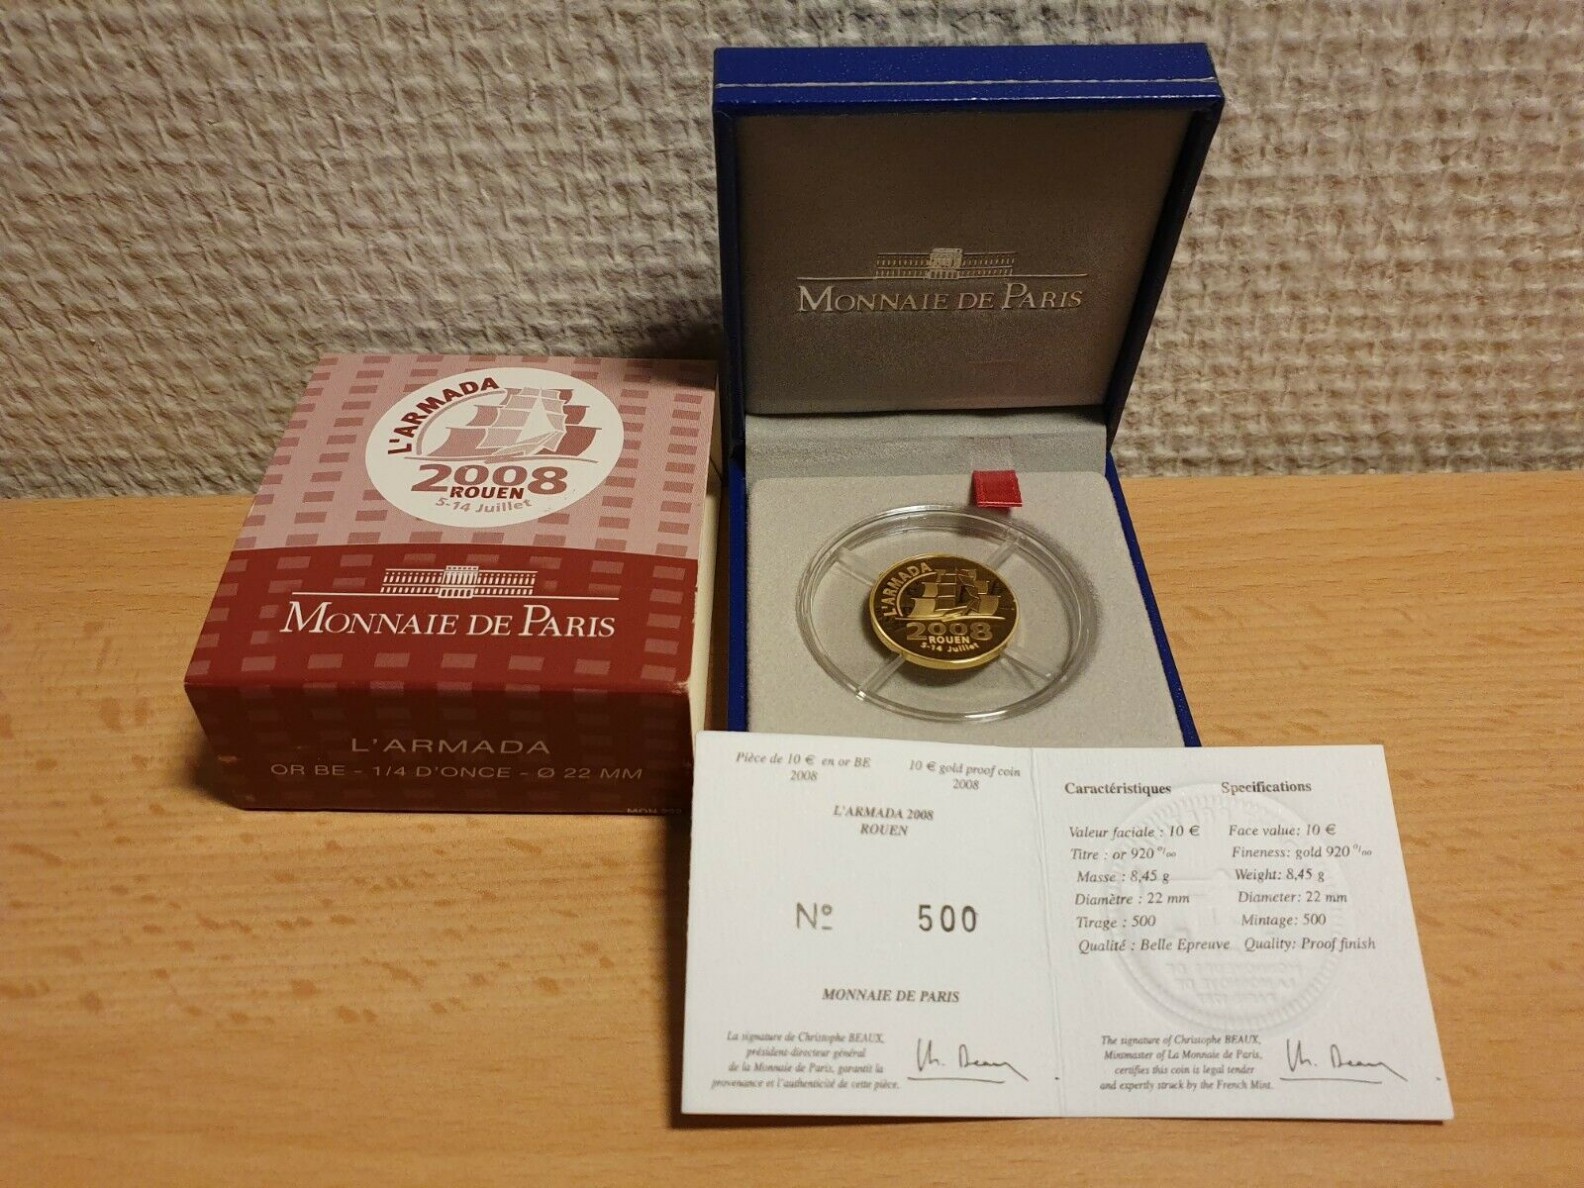 L'ARMADA
2008
ROUEN
5-14 Juillet
MONNAIE DE PARIS
L'ARMADA
OR BE - 1/4 D'ONCE - Ø 22 MM
MONNAIE DE PARIS
L'ARMADA
2008
ROUEN
5-14 Juillet
Pièce de 10 € en or BE
2008
10 € gold proof coin
2008
L'ARMADA 2008
ROUEN
Nº 500
MONNAIE DE PARIS
La signature de Christophe BEAUX,
président-directeur général
de la Monnaie de Paris, garantit la
provenance et l'authenticité de cette pièce.
Ch. Beaux
Caractéristiques
Valeur faciale : 10 €
Titre : or 920 ‰
Masse : 8,45 g
Diamètre : 22 mm
Tirage : 500
Qualité : Belle Epreuve
Specifications
Face value: 10 €
Fineness: gold 920 ‰
Weight: 8,45 g
Diameter: 22 mm
Mintage: 500
Quality: Proof finish
The signature of Christophe BEAUX,
Mintmaster of La Monnaie de Paris,
certifies this coin is legal tender
and expertly struck by the French Mint.
Ch. Beaux